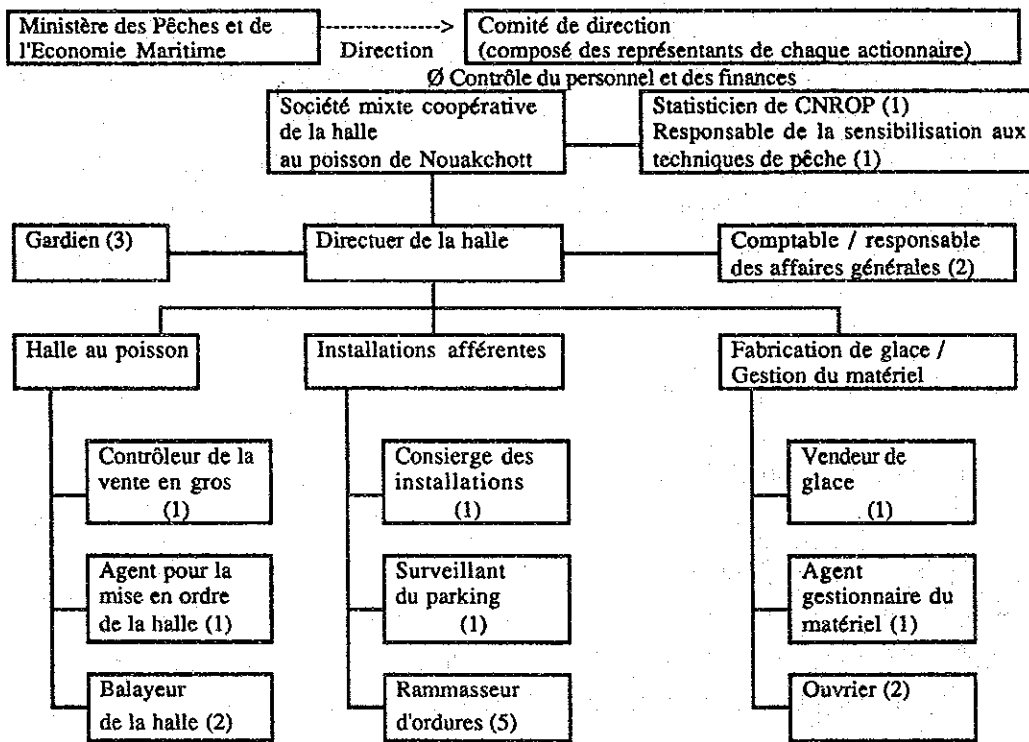 Ministère des Pêches et de
l'Economie Maritime
Direction
Comité de direction
(composé des représentants de chaque actionnaire)
Ø Contrôle du personnel et des finances
Société mixte coopérative
de la halle
au poisson de Nouakchott
Statisticien de CNROP (1)
Responsable de la sensibilisation aux
techniques de pêche (1)
Gardien (3)
Directuer de la halle
Comptable / responsable
des affaires générales (2)
Halle au poisson
Installations afférentes
Fabrication de glace /
Gestion du matériel
Contrôleur de la
vente en gros
(1)
Consierge des
installations
(1)
Vendeur de
glace
(1)
Agent pour la
mise en ordre
de la halle (1)
Surveillant
du parking
(1)
Agent
gestionnaire du
matériel (1)
Balayeur
de la halle (2)
Rammasseur
d'ordures (5)
Ouvrier (2)